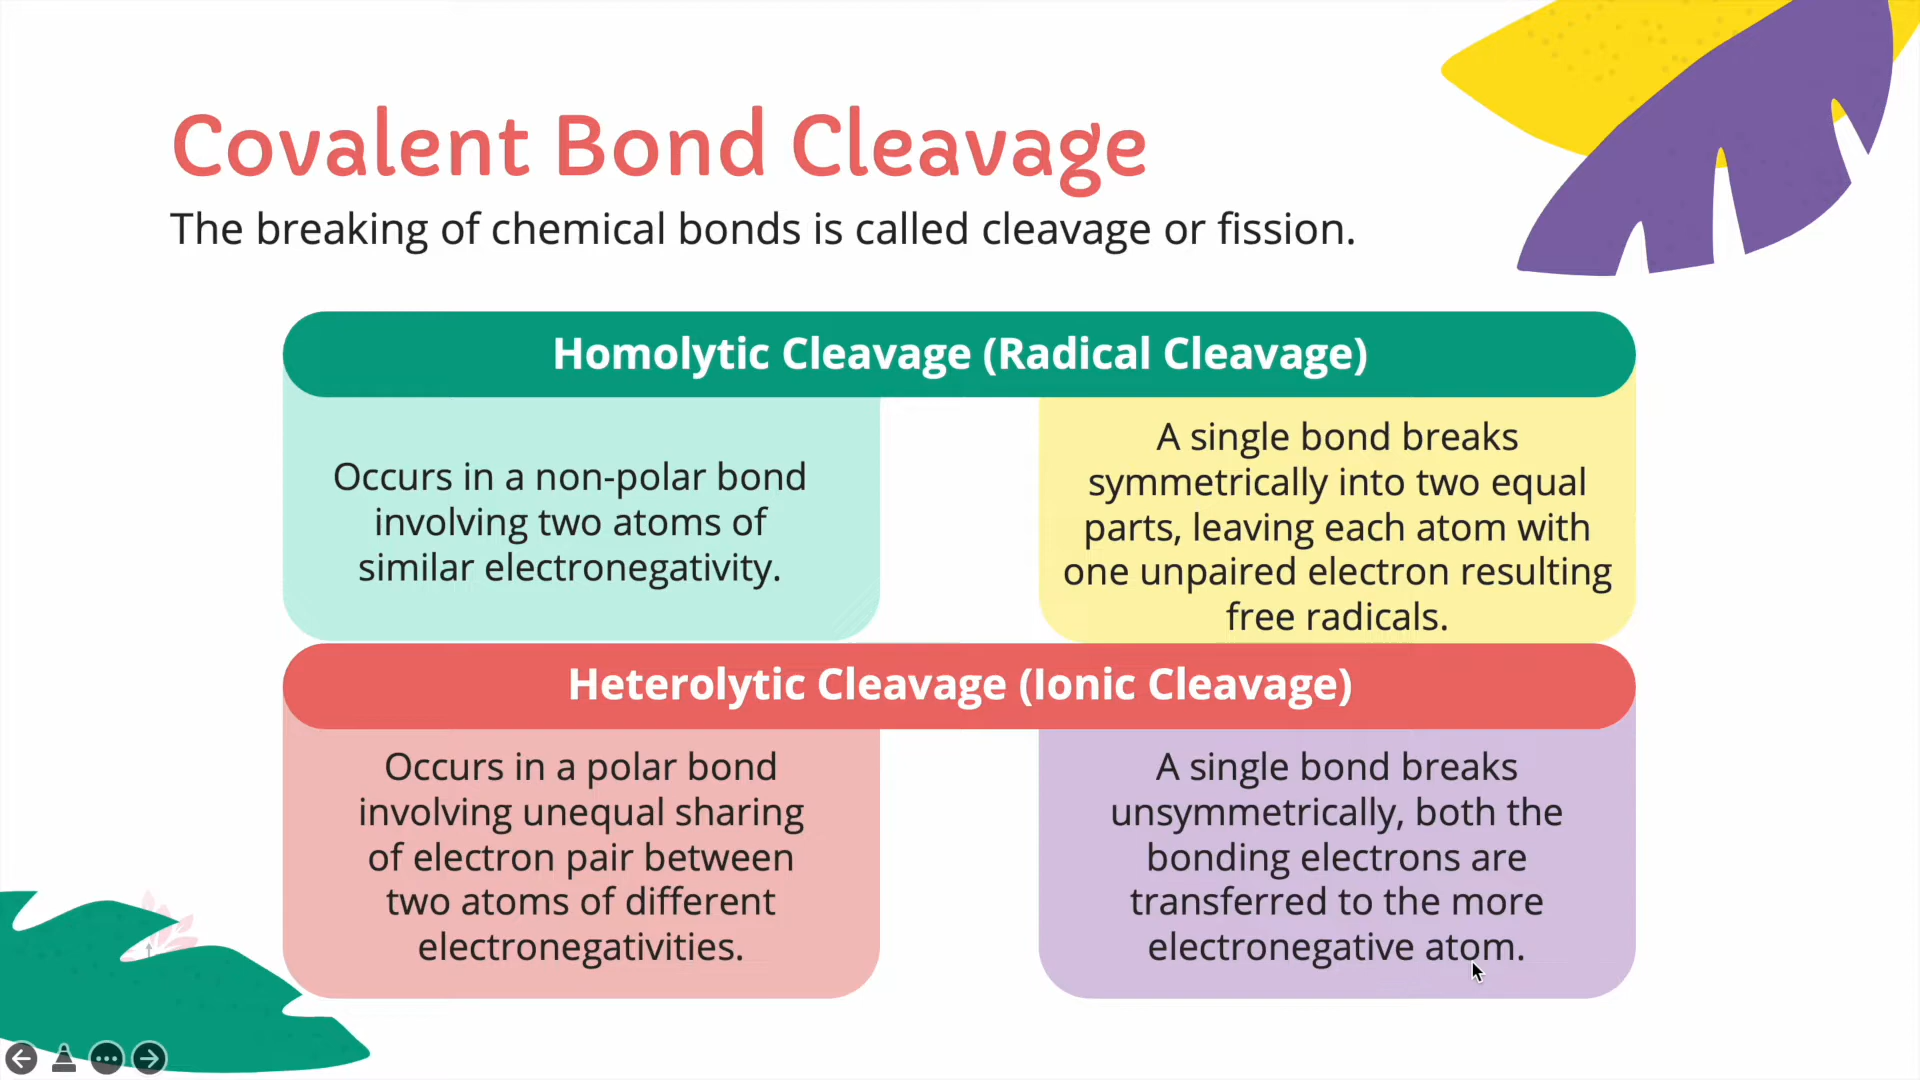 Covalent Bond Cleavage
The breaking of chemical bonds is called cleavage or fission.
Homolytic Cleavage (Radical Cleavage)
Occurs in a non-polar bond
involving two atoms of
similar electronegativity.
A single bond breaks
symmetrically into two equal
parts, leaving each atom with
one unpaired electron resulting
free radicals.
Heterolytic Cleavage (Ionic Cleavage)
Occurs in a polar bond
involving unequal sharing
of electron pair between
two atoms of different
electronegativities.
A single bond breaks
unsymmetrically, both the
bonding electrons are
transferred to the more
electronegative atom.